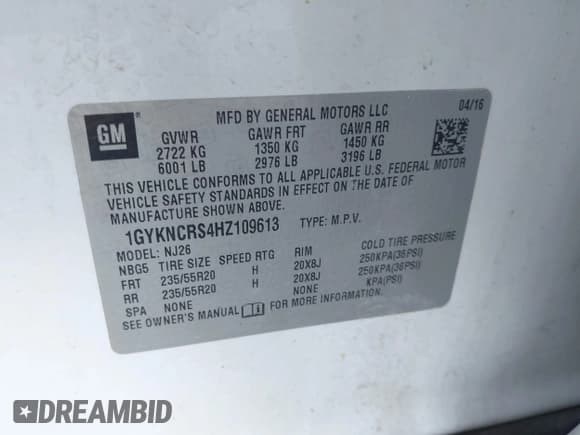 GM
MFD BY GENERAL MOTORS LLC 04/16
GVWR GAWR FRT GAWR RR
2722 KG 1350 KG 1450 KG
6001 LB 2976 LB 3196 LB
THIS VEHICLE CONFORMS TO ALL APPLICABLE U.S. FEDERAL MOTOR
VEHICLE SAFETY STANDARDS IN EFFECT ON THE DATE OF
MANUFACTURE SHOWN ABOVE.
1GYKNCRS4HZ109613 TYPE: M.P.V.
MODEL: NJ26
NBG5 TIRE SIZE SPEED RTG RIM COLD TIRE PRESSURE
FRT 235/55R20 H 20X8J 250KPA(36PSI)
RR 235/55R20 H 20X8J 250KPA(36PSI)
SPA NONE NONE KPA(PSI)
SEE OWNER'S MANUAL FOR MORE INFORMATION.
DREAMBID